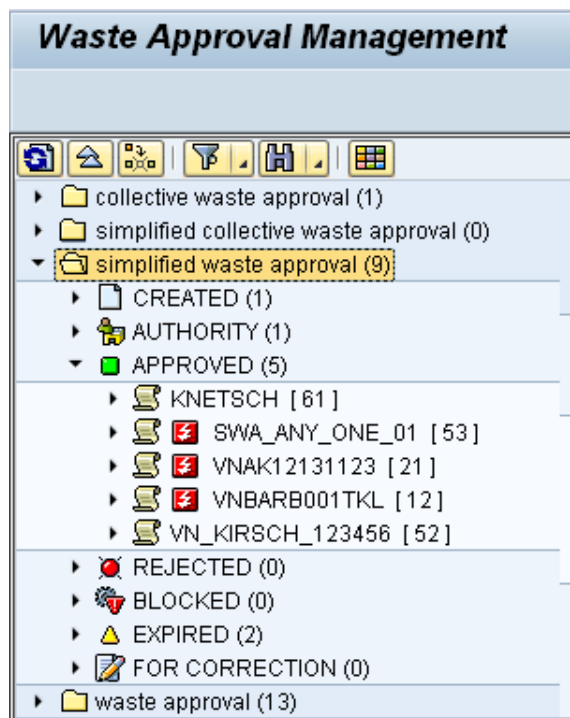 Waste Approval Management
collective waste approval (1)
simplified collective waste approval (0)
simplified waste approval (9)
CREATED (1)
AUTHORITY (1)
APPROVED (5)
KNETSCH [ 61 ]
SWA_ANY_ONE_01 [ 53 ]
VNAK12131123 [ 21 ]
VNBARB001TKL [ 12 ]
VN_KIRSCH_123456 [ 52 ]
REJECTED (0)
BLOCKED (0)
EXPIRED (2)
FOR CORRECTION (0)
waste approval (13)